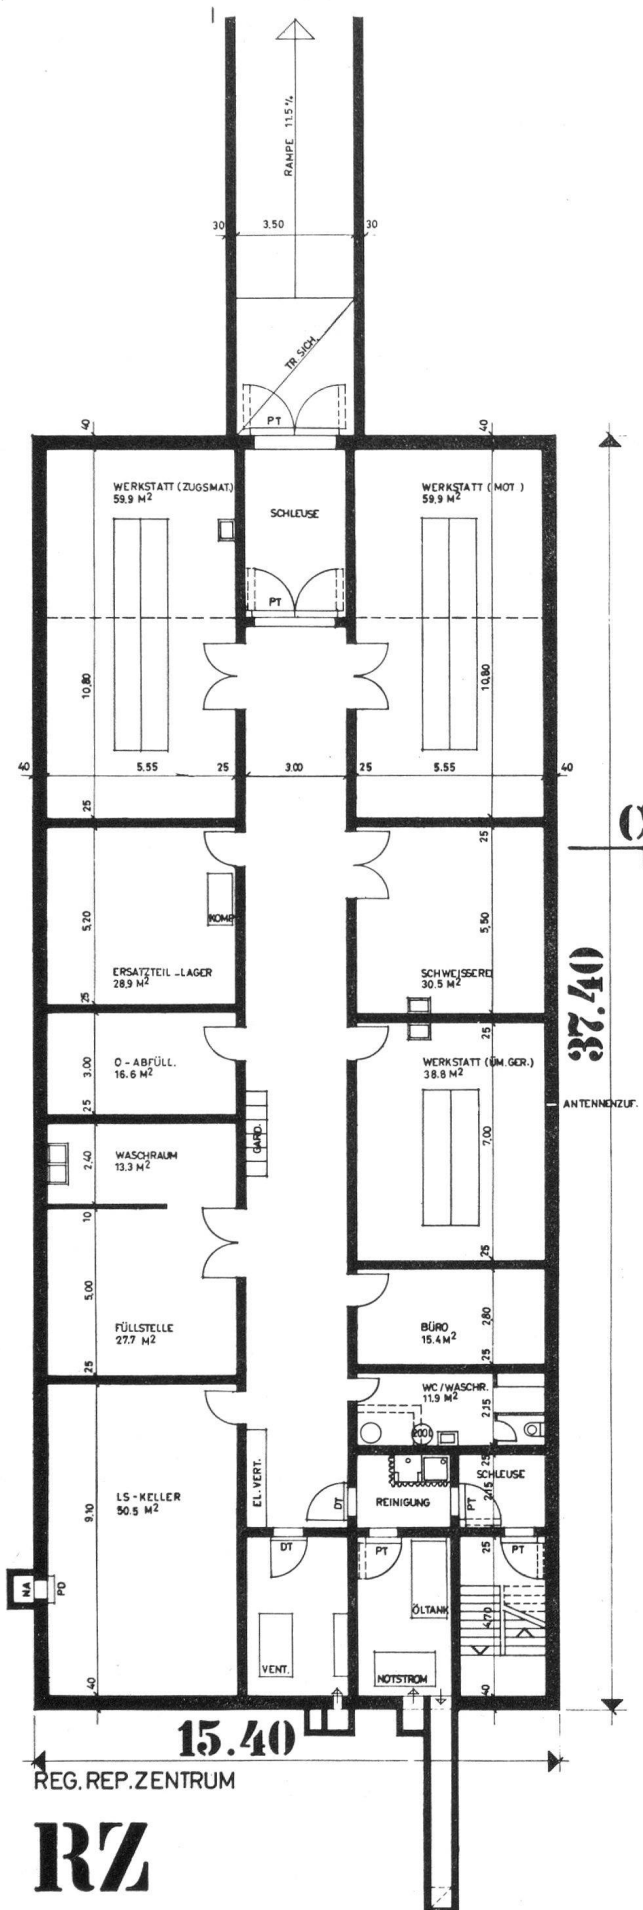 RAMPE 11.5 %
30
3.50
30
TR. SICH.
PT
40
40
WERKSTATT (ZUGSMAT.)
59,9 M²
SCHLEUSE
WERKSTATT ( MOT )
59,9 M²
PT
10,80
10,80
40
5.55
25
3.00
25
5.55
40
25
25
5,20
KOMP.
5,50
ERSATZTEIL - LAGER
28,9 M²
SCHWEISSEREI
30.5 M²
25
25
37.40
3,00
O - ABFÜLL.
16.6 M²
WERKSTATT (ÜM.GER.)
38.8 M²
25
ANTENNENZUF.
GARD.
2,40
WASCHRAUM
13.3 M²
7,00
10
25
5,00
FÜLLSTELLE
27.7 M²
BÜRO
15.4 M²
2,80
25
25
WC / WASCHR.
11.9 M²
2,15
200 L
EL. VERT.
25
SCHLEUSE
9,10
LS - KELLER
50.5 M²
DT
REINIGUNG
PT
2,15
DT
PT
25
PT
NA
PD
ÖLTANK
4,70
VENT.
NOTSTROM
40
40
15.40
REG. REP. ZENTRUM
RZ